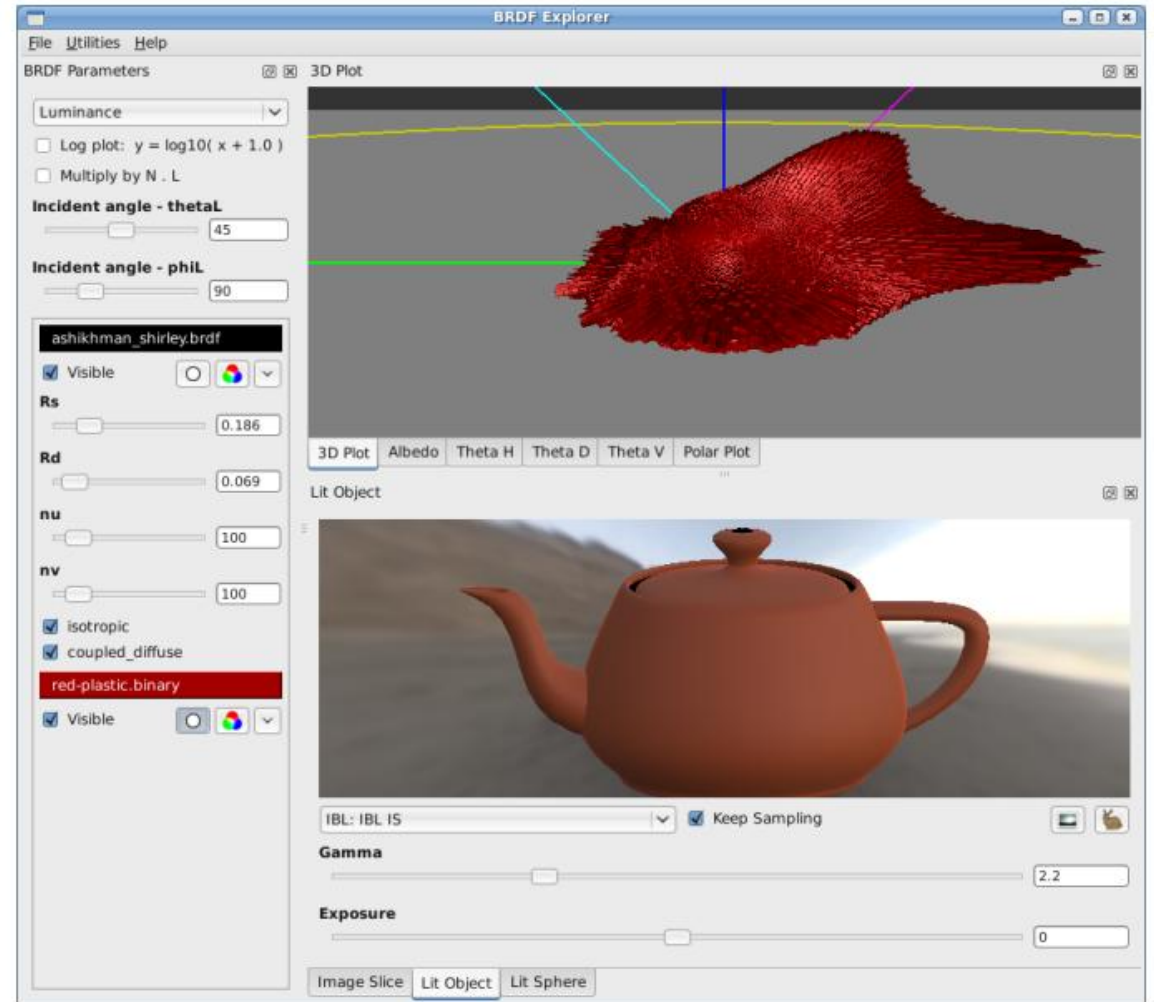 BRDF Explorer
File Utilities Help
BRDF Parameters
Luminance
Log plot: y = log10( x + 1.0 )
Multiply by N . L
Incident angle - thetaL
45
Incident angle - phiL
90
ashikhman_shirley.brdf
Visible
Rs
0.186
Rd
0.069
nu
100
nv
100
isotropic
coupled_diffuse
red-plastic.binary
Visible
3D Plot
3D Plot Albedo Theta H Theta D Theta V Polar Plot
Lit Object
IBL: IBL IS
Keep Sampling
Gamma
2.2
Exposure
0
Image Slice Lit Object Lit Sphere